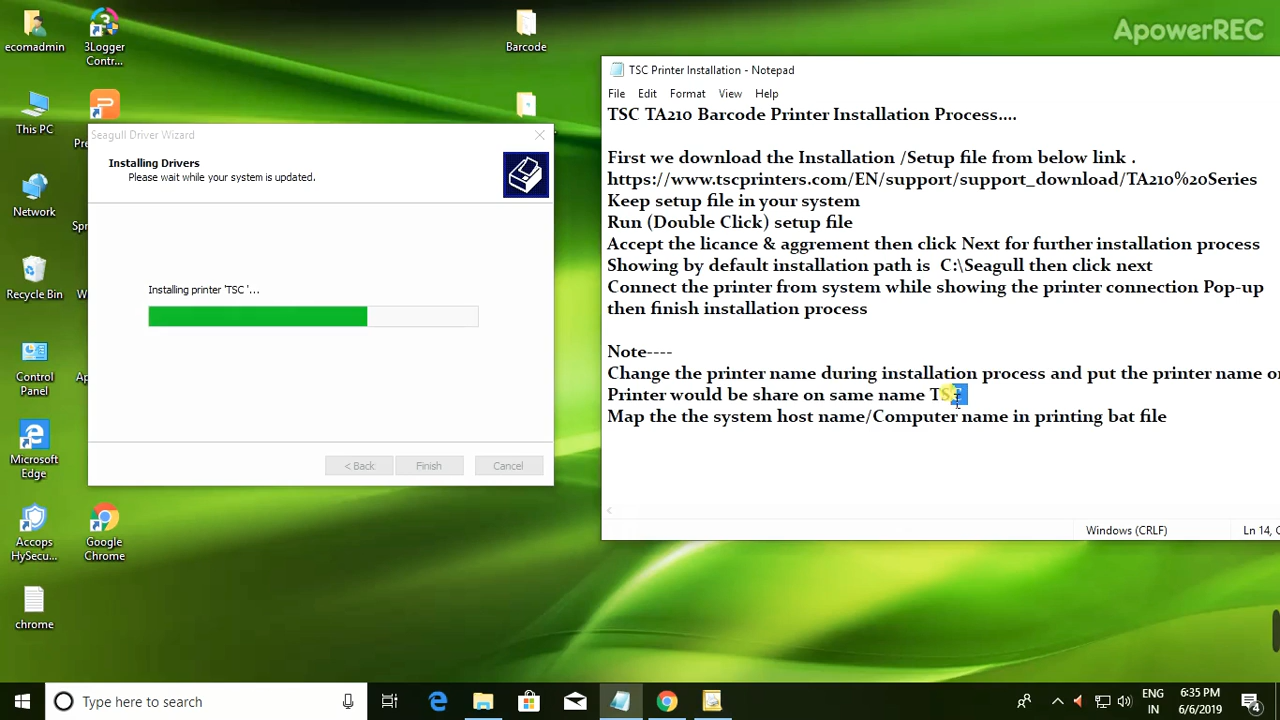 ApowerREC
ecomadmin
3Logger
Contr...
Barcode
This PC
Pre
Network
Spr
Recycle Bin
W
Control
Panel
Ap
Microsoft
Edge
Accops
HySecu...
Google
Chrome
chrome
Seagull Driver Wizard
Installing Drivers
Please wait while your system is updated.
Installing printer 'TSC '...
< Back
Finish
Cancel
TSC Printer Installation - Notepad
File Edit Format View Help
TSC TA210 Barcode Printer Installation Process....
First we download the Installation /Setup file from below link .
https://www.tscprinters.com/EN/support/support_download/TA210%20Series
Keep setup file in your system
Run (Double Click) setup file
Accept the licance & aggrement then click Next for further installation process
Showing by default installation path is C:\Seagull then click next
Connect the printer from system while showing the printer connection Pop-up
then finish installation process
Note----
Change the printer name during installation process and put the printer name
Printer would be share on same name
Map the the system host name/Computer name in printing bat file
Windows (CRLF)
Ln 14,
Type here to search
ENG
IN
6:35 PM
6/6/2019
4